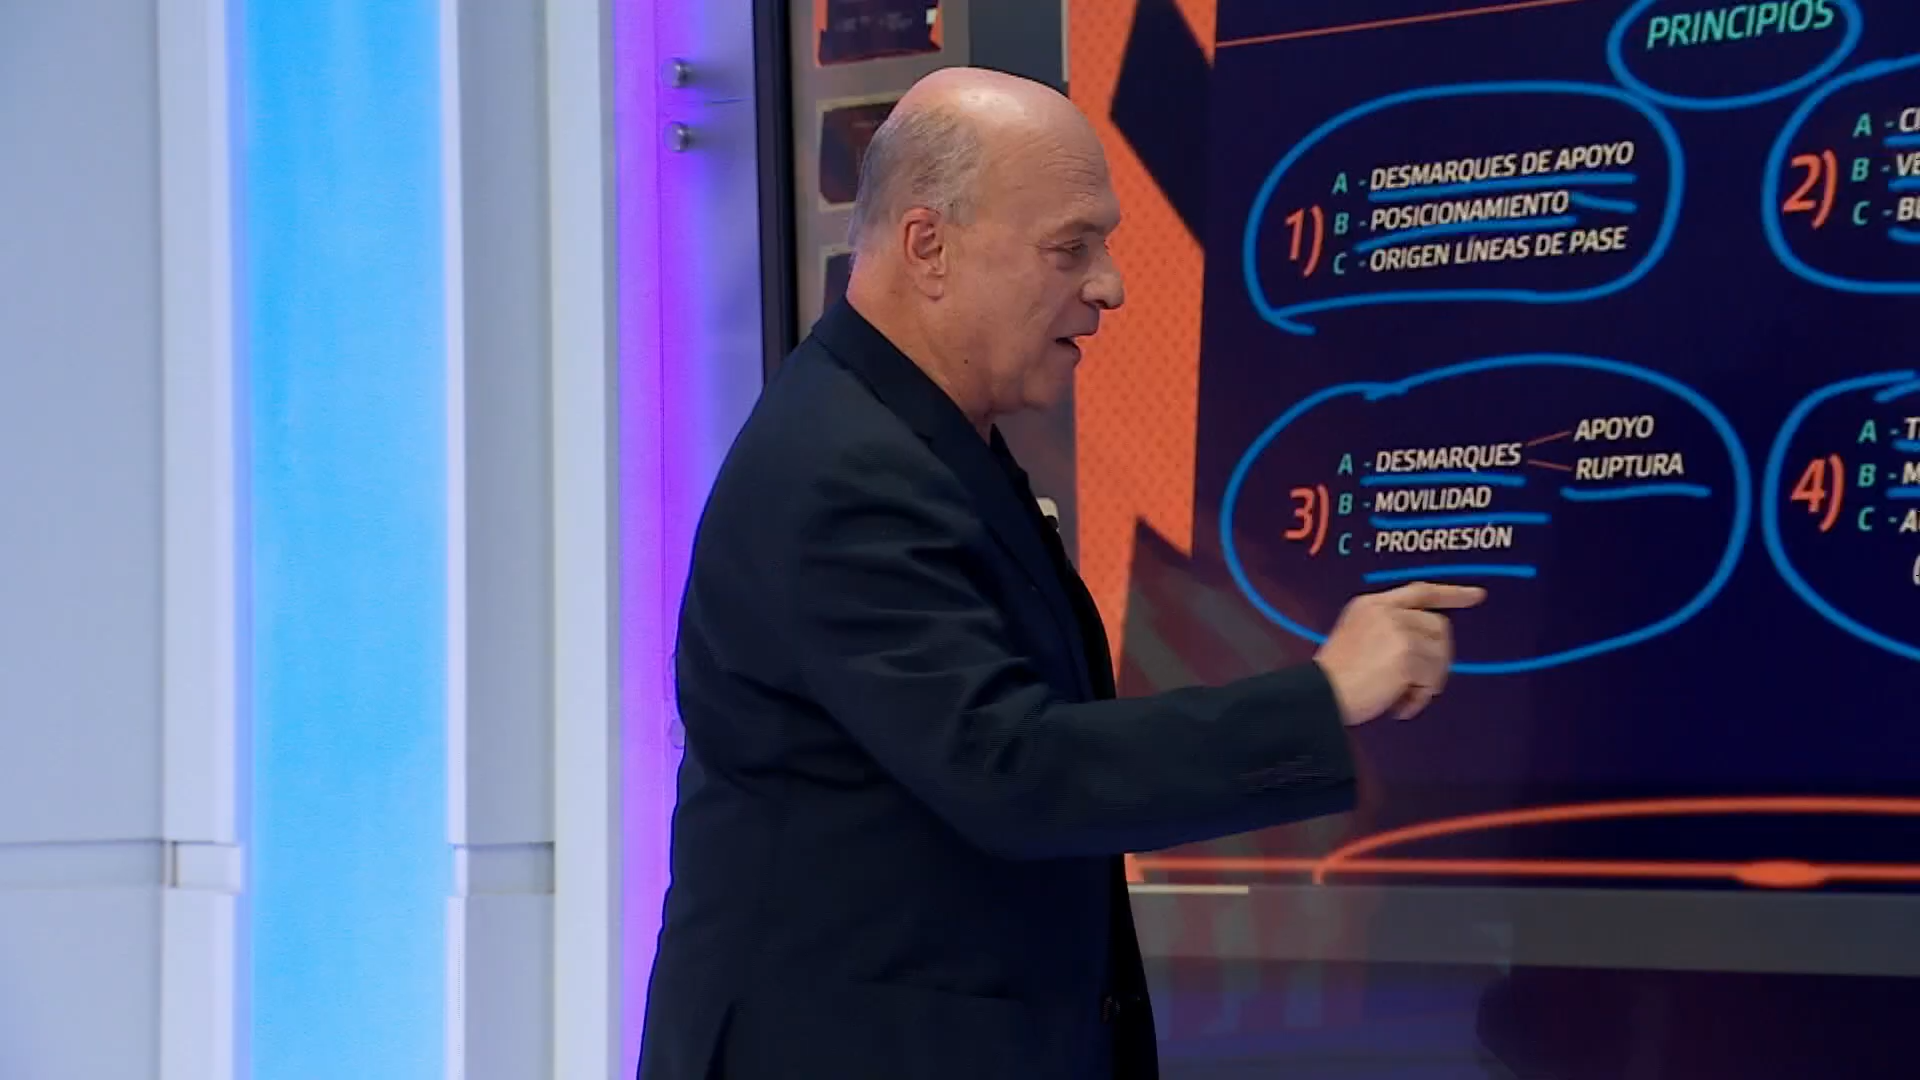 PRINCIPIOS
1)
A - DESMARQUES DE APOYO
B - POSICIONAMIENTO
C - ORIGEN LÍNEAS DE PASE
2)
A -
B -
C -
3)
A - DESMARQUES
APOYO
RUPTURA
B - MOVILIDAD
C - PROGRESIÓN
4)
A -
B -
C -